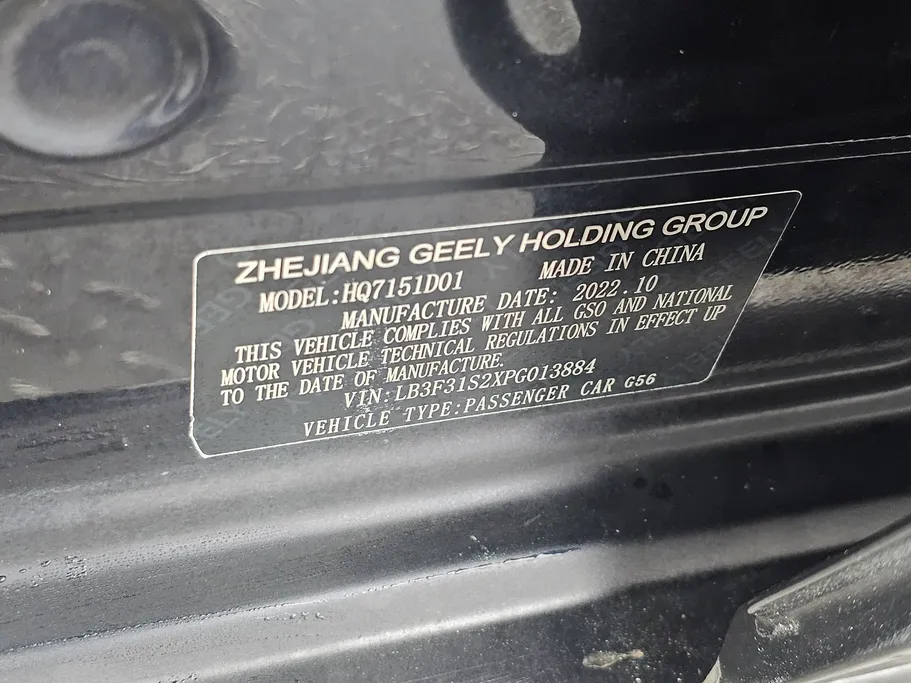 ZHEJIANG GEELY HOLDING GROUP
MODEL:HQ7151D01 MADE IN CHINA
MANUFACTURE DATE: 2022.10
THIS VEHICLE COMPLIES WITH ALL GSO AND NATIONAL
MOTOR VEHICLE TECHNICAL REGULATIONS IN EFFECT UP
TO THE DATE OF MANUFACTURE.
VIN:LB3F31S2XPG013884
VEHICLE TYPE:PASSENGER CAR G56